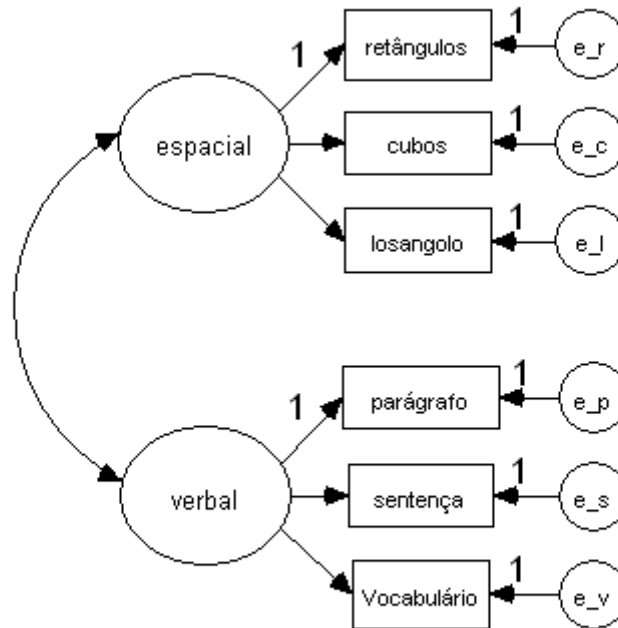 1 retângulos 1 e_r
espacial cubos 1 e_c
losangolo 1 e_l
1 parágrafo 1 e_p
verbal sentença 1 e_s
Vocabulário 1 e_v